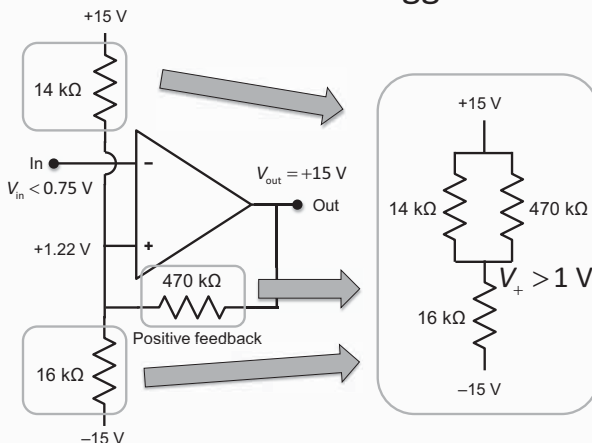 gg
+15 V
14 kΩ
In
V_in < 0.75 V
−
V_out = +15 V
Out
+1.22 V
+
470 kΩ
Positive feedback
16 kΩ
−15 V
+15 V
14 kΩ
470 kΩ
V_+ > 1 V
16 kΩ
−15 V